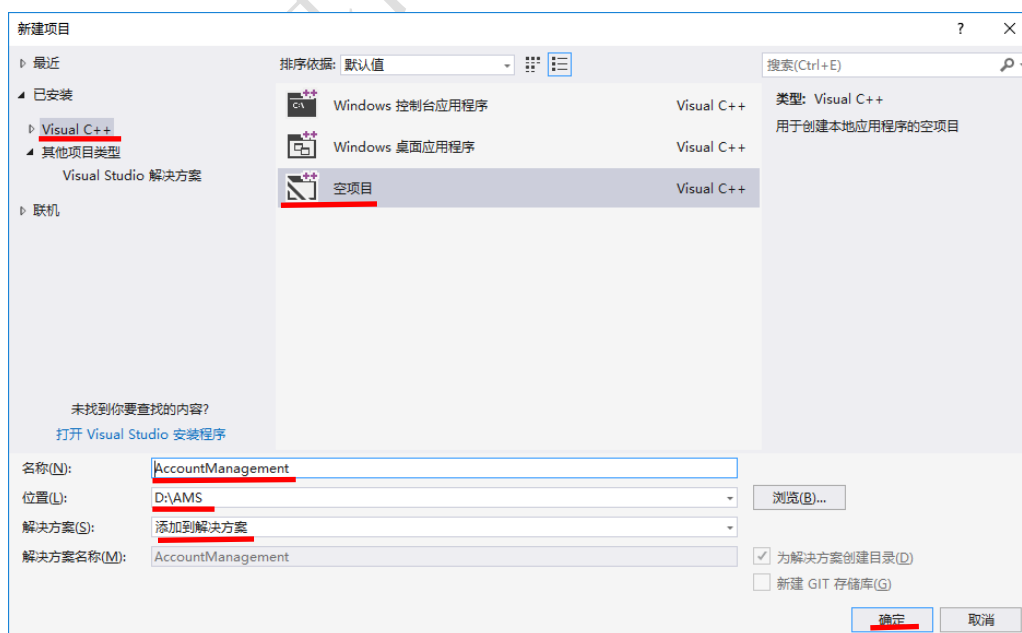 新建项目
? ×
最近
排序依据: 默认值
搜索(Ctrl+E)
已安装
Visual C++
其他项目类型
Visual Studio 解决方案
联机
Windows 控制台应用程序 Visual C++
Windows 桌面应用程序 Visual C++
空项目 Visual C++
类型: Visual C++
用于创建本地应用程序的空项目
未找到你要查找的内容?
打开 Visual Studio 安装程序
名称(N): AccountManagement
位置(L): D:\AMS 浏览(B)...
解决方案(S): 添加到解决方案
解决方案名称(M): AccountManagement
为解决方案创建目录(D)
新建 GIT 存储库(G)
确定 取消